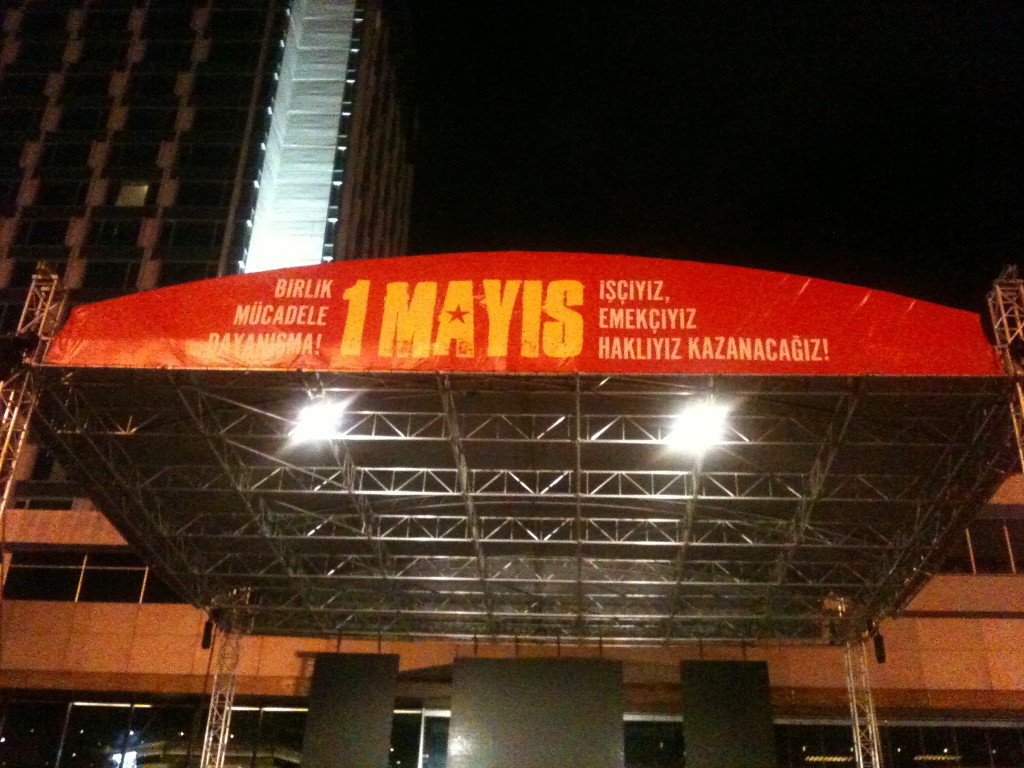 BIRLIK
MÜCADELE
DAYANIŞMA!
1 MAYIS
IŞÇIYIZ,
EMEKÇIYIZ
HAKLIYIZ KAZANACAĞIZ!